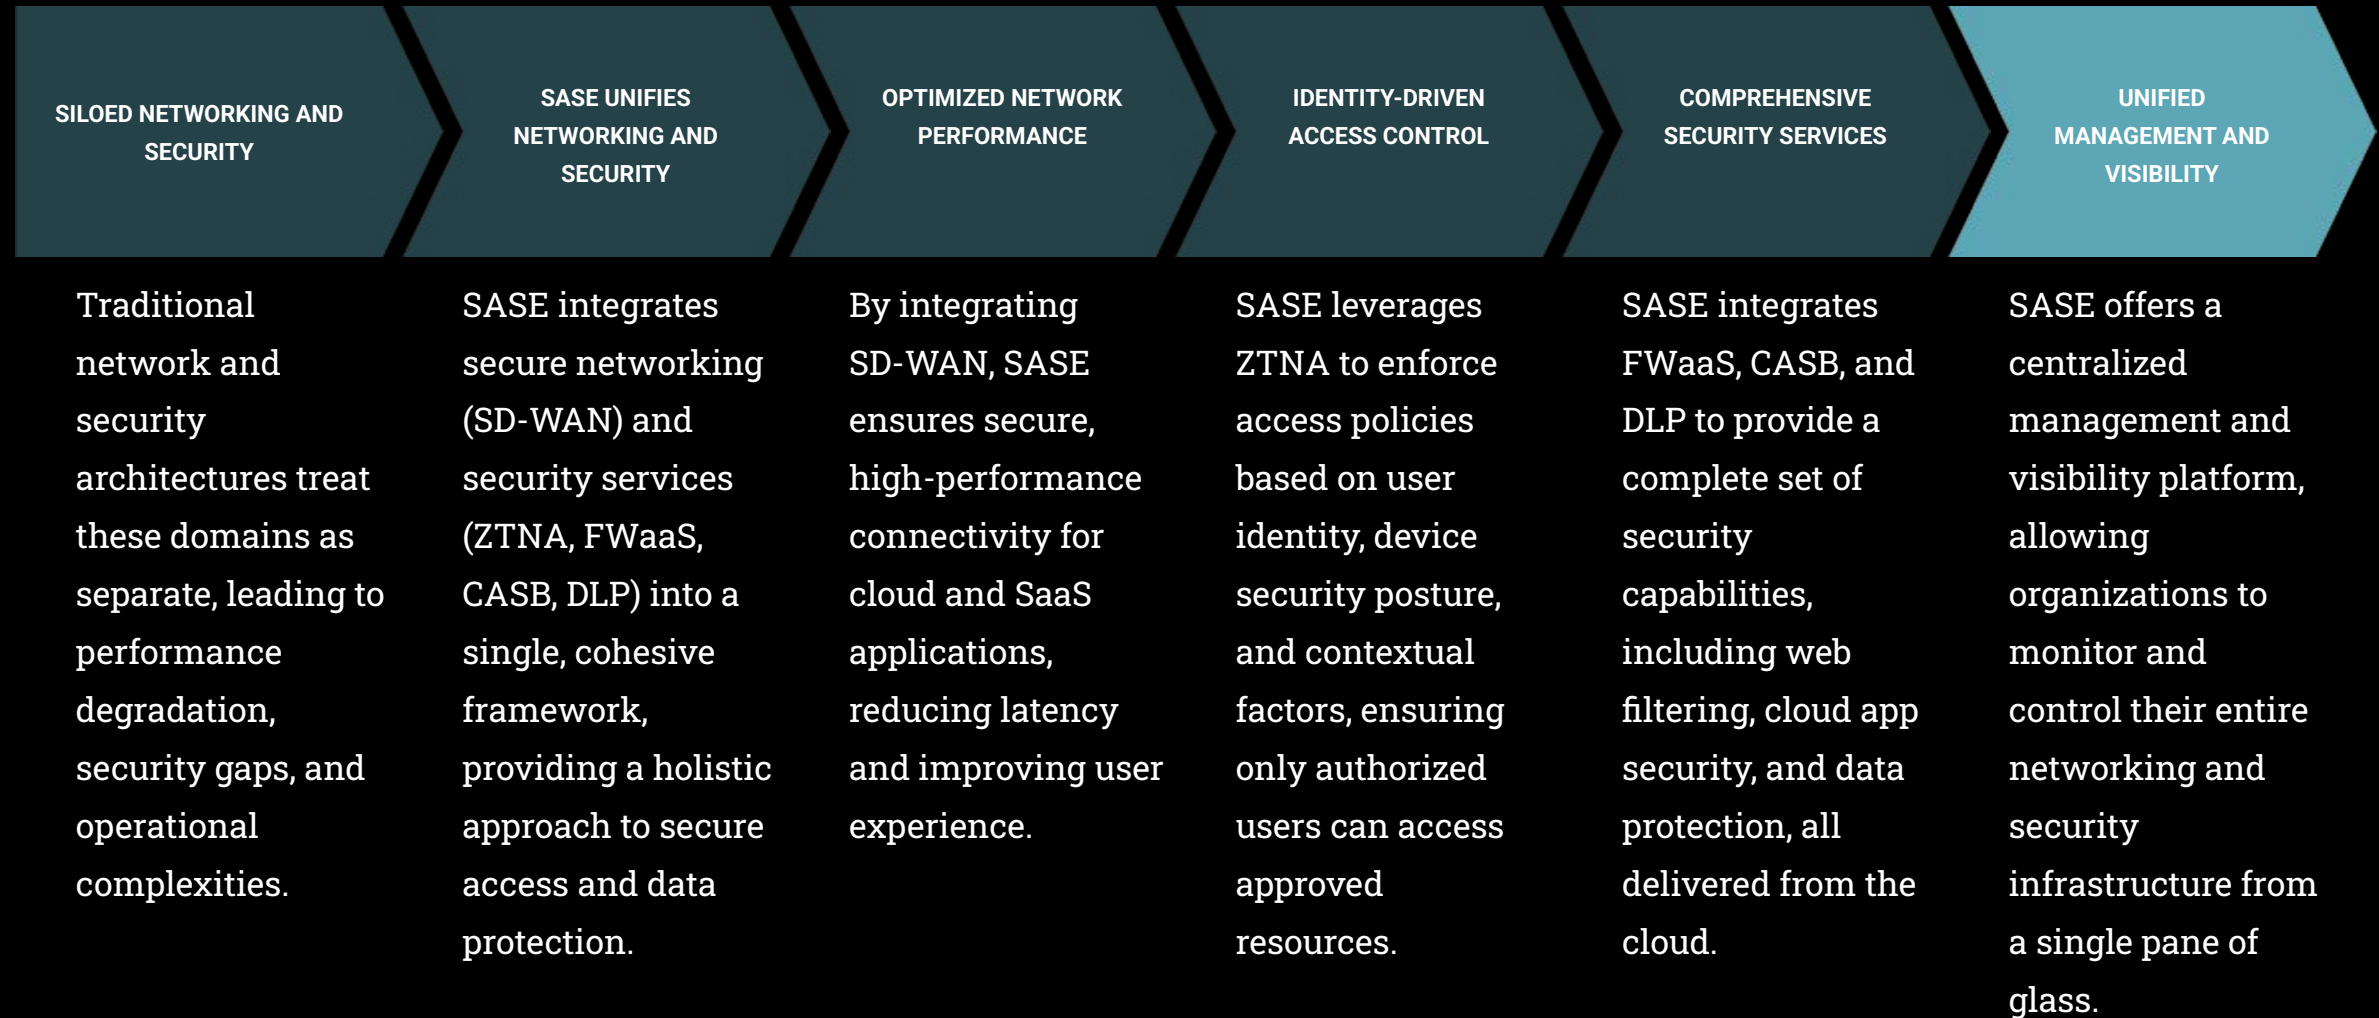 SILOED NETWORKING AND
SECURITY
SASE UNIFIES
NETWORKING AND
SECURITY
OPTIMIZED NETWORK
PERFORMANCE
IDENTITY-DRIVEN
ACCESS CONTROL
COMPREHENSIVE
SECURITY SERVICES
UNIFIED
MANAGEMENT AND
VISIBILITY
Traditional
network and
security
architectures treat
these domains as
separate, leading to
performance
degradation,
security gaps, and
operational
complexities.
SASE integrates
secure networking
(SD-WAN) and
security services
(ZTNA, FWaaS,
CASB, DLP) into a
single, cohesive
framework,
providing a holistic
approach to secure
access and data
protection.
By integrating
SD-WAN, SASE
ensures secure,
high-performance
connectivity for
cloud and SaaS
applications,
reducing latency
and improving user
experience.
SASE leverages
ZTNA to enforce
access policies
based on user
identity, device
security posture,
and contextual
factors, ensuring
only authorized
users can access
approved
resources.
SASE integrates
FWaaS, CASB, and
DLP to provide a
complete set of
security
capabilities,
including web
filtering, cloud app
security, and data
protection, all
delivered from the
cloud.
SASE offers a
centralized
management and
visibility platform,
allowing
organizations to
monitor and
control their entire
networking and
security
infrastructure from
a single pane of
glass.